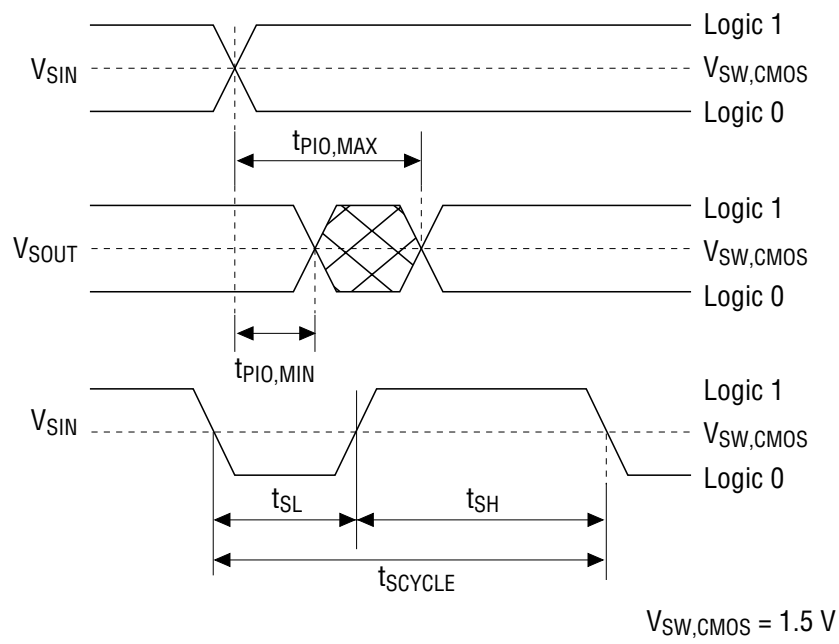 Logic 1
V_SIN
V_SW,CMOS
Logic 0
t_PIO,MAX
Logic 1
V_SOUT
V_SW,CMOS
Logic 0
t_PIO,MIN
Logic 1
V_SIN
V_SW,CMOS
Logic 0
t_SL
t_SH
t_SCYCLE
V_SW,CMOS = 1.5 V